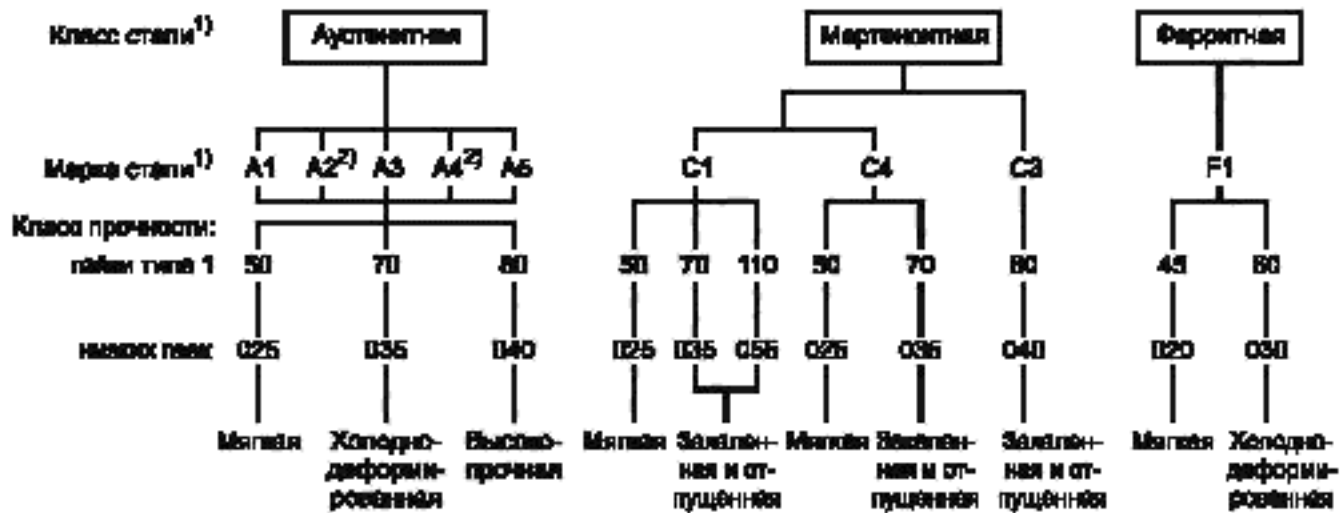 Класс стали1) Аустенитная Мартенситная Ферритная
Марка стали1) A1 A22) A3 A42) A5 C1 C4 C3 F1
Класс прочности:
гайки типа 1 50 70 80 50 70 110 50 70 80 45 60
низких гаек 025 035 040 025 035 055 025 035 040 020 030
Мягкая Холодно- Высоко- Мягкая Закален- Мягкая Закален- Закален- Мягкая Холодно-
деформи- прочная ная и от- ная и от- ная и от- деформи-
рованная пущенная пущенная пущенная рованная